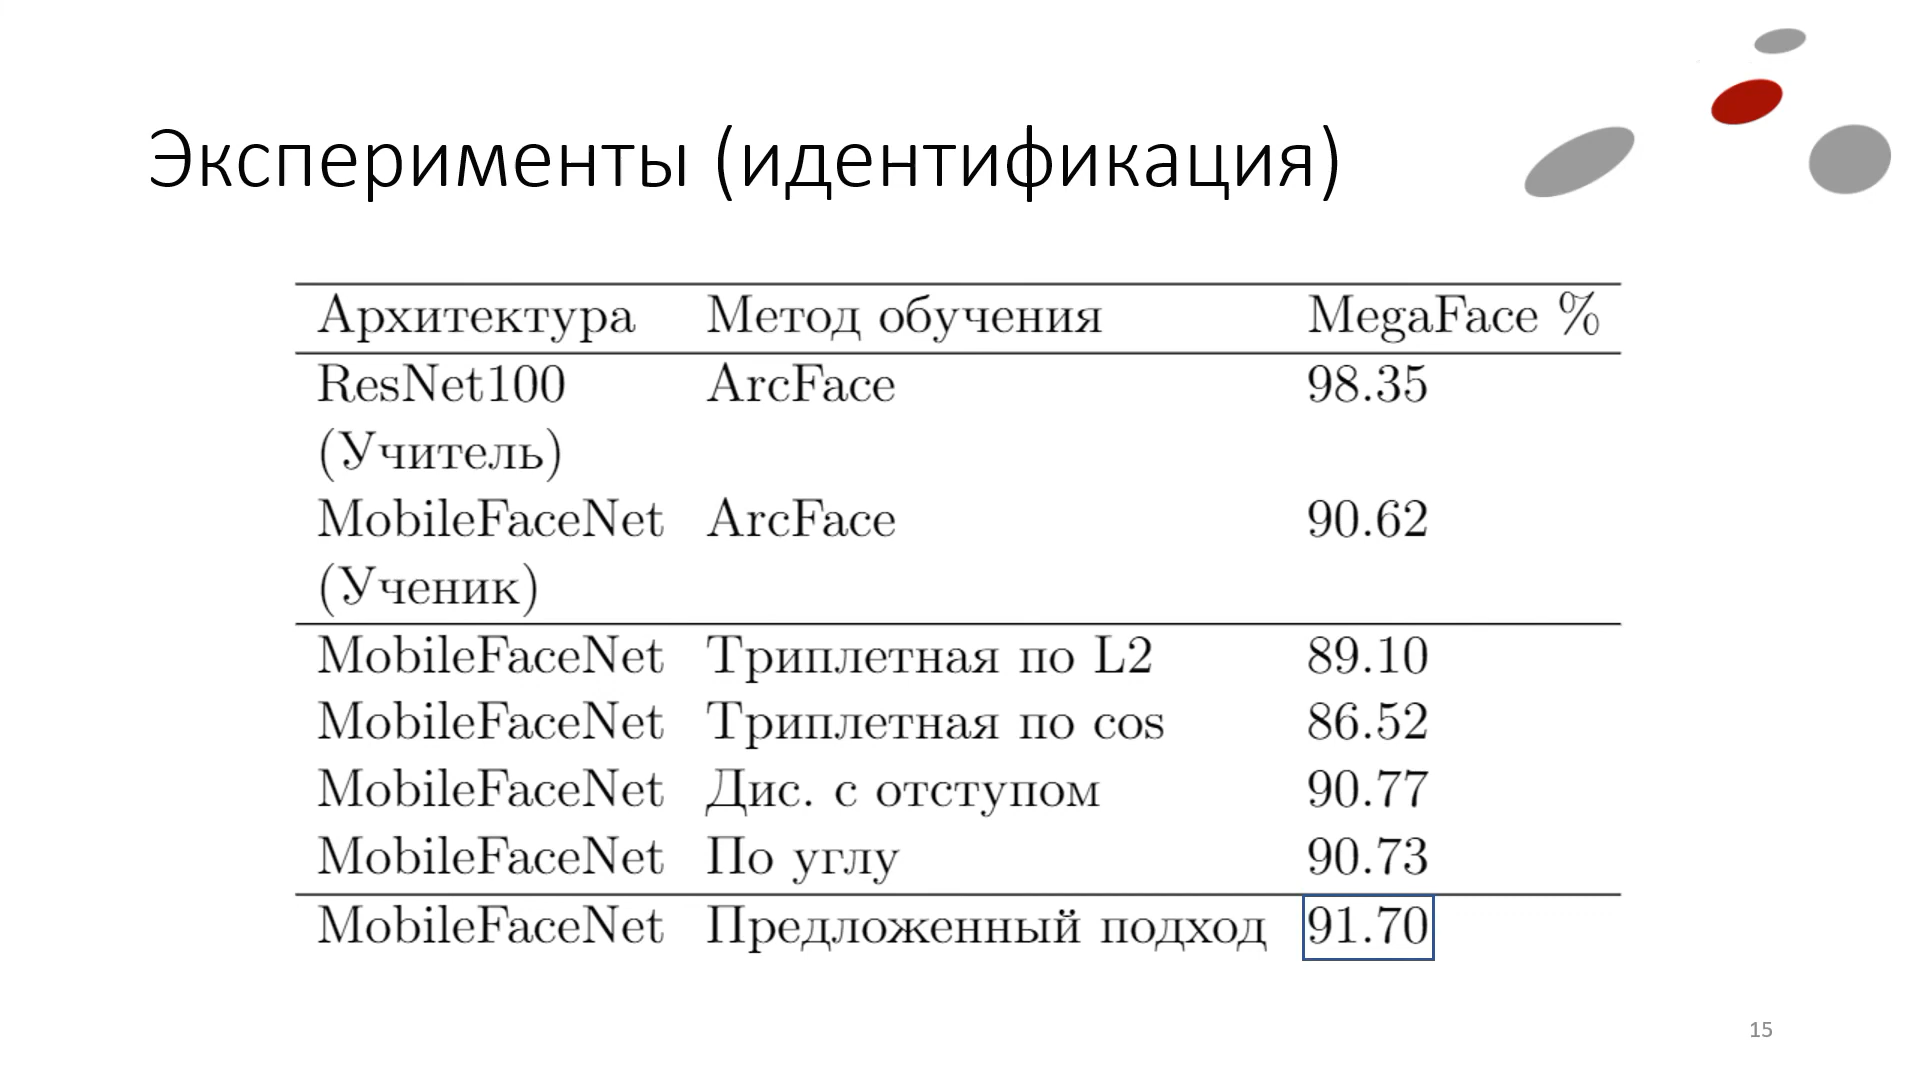 Эксперименты (идентификация)
Архитектура Метод обучения MegaFace %
ResNet100 ArcFace 98.35
(Учитель)
MobileFaceNet ArcFace 90.62
(Ученик)
MobileFaceNet Триплетная по L2 89.10
MobileFaceNet Триплетная по cos 86.52
MobileFaceNet Дис. с отступом 90.77
MobileFaceNet По углу 90.73
MobileFaceNet Предложенный подход 91.70
15